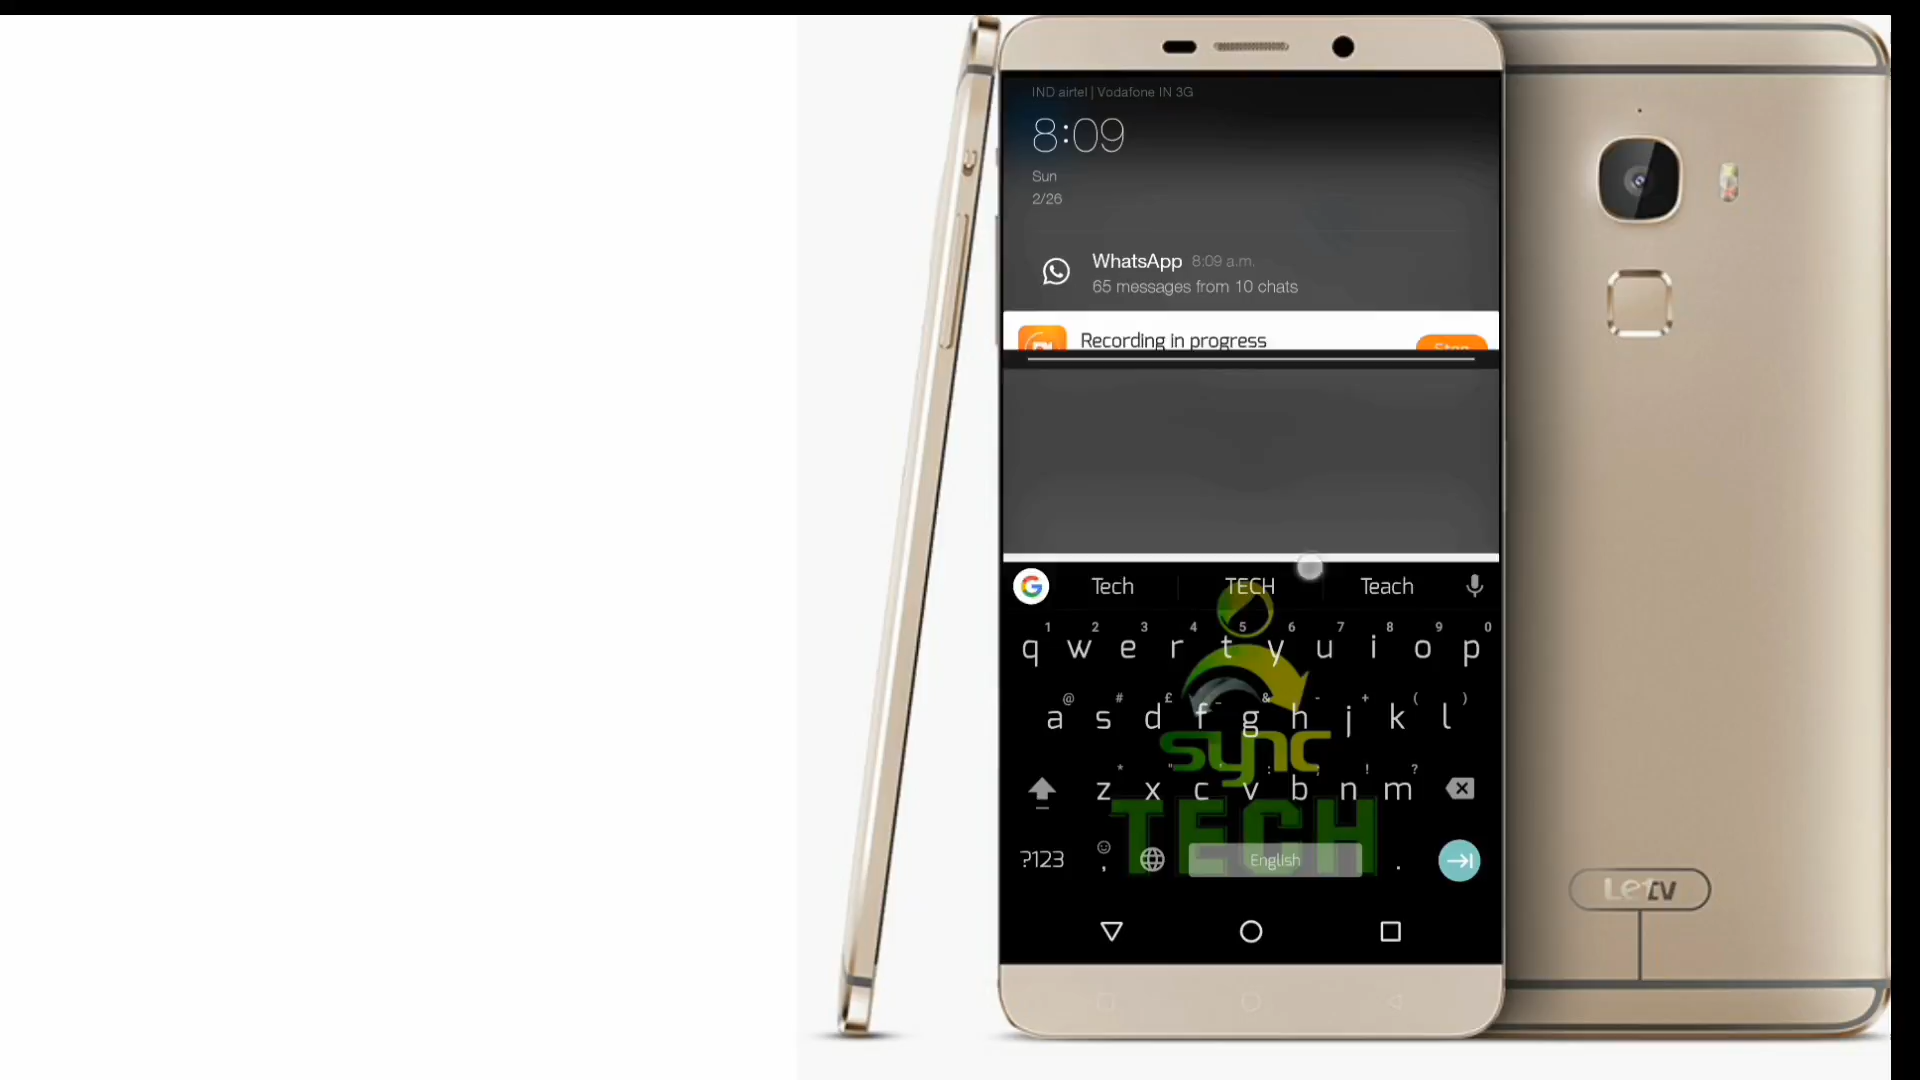 IND airtel | Vodafone IN 3G
8:09
Sun
2/26
WhatsApp 8:09 a.m.
65 messages from 10 chats
Recording in progress
Stop
Tech TECH Teach
1 2 3 4 5 6 7 8 9 0
q w e r t y u i o p
@ # £ _ & - + ( )
a s d f g h j k l
sync
* " ' : ; ! ?
z x c v b n m
TECH
?123 , English .
Letv